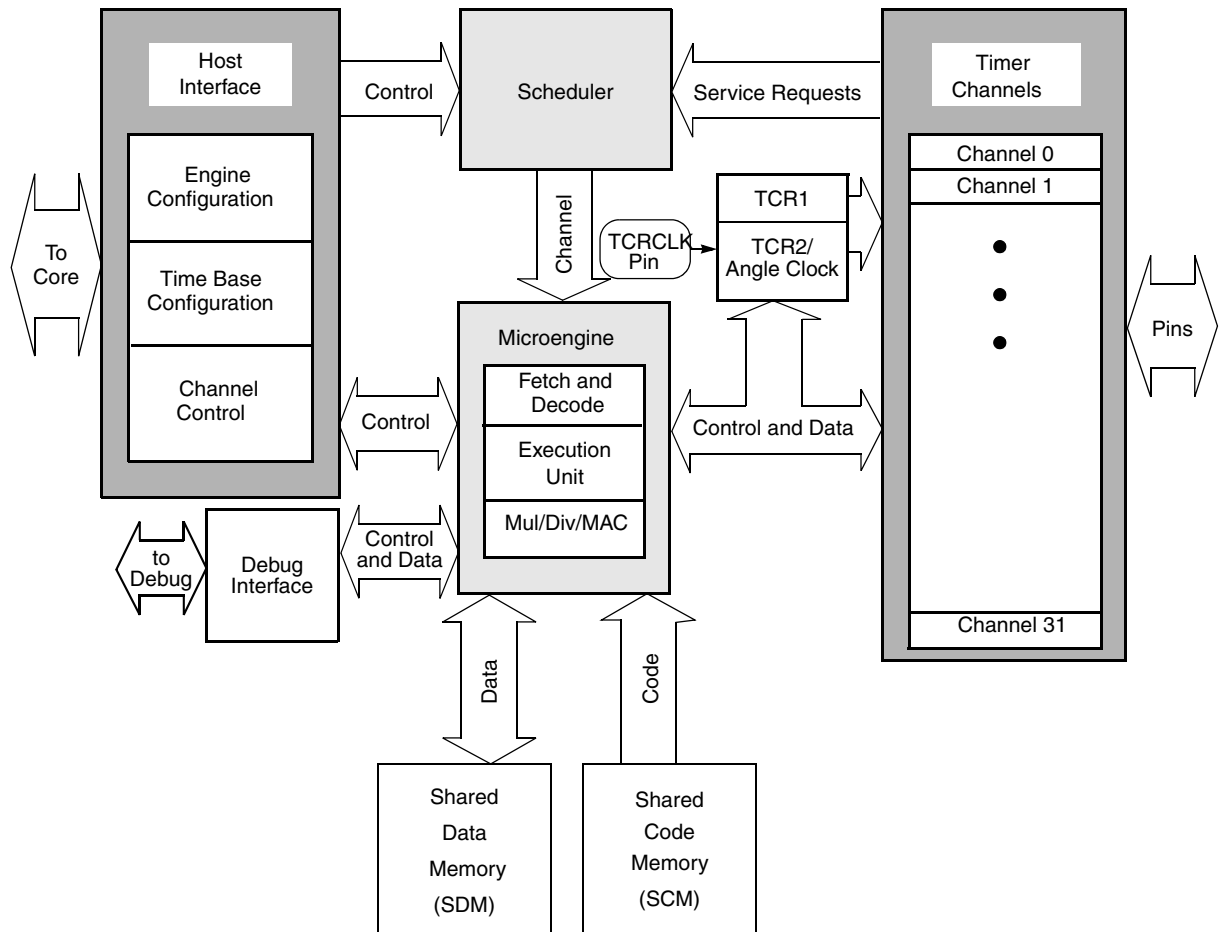 Host
Interface
Control
Scheduler
Service Requests
Timer
Channels
Engine
Configuration
Time Base
Configuration
Channel
Control
To
Core
Channel
TCRCLK
Pin
TCR1
TCR2/
Angle Clock
Channel 0
Channel 1
Channel 31
Pins
Microengine
Fetch and
Decode
Execution
Unit
Mul/Div/MAC
Control
Control and Data
to
Debug
Debug
Interface
Control
and Data
Data
Code
Shared
Data
Memory
(SDM)
Shared
Code
Memory
(SCM)